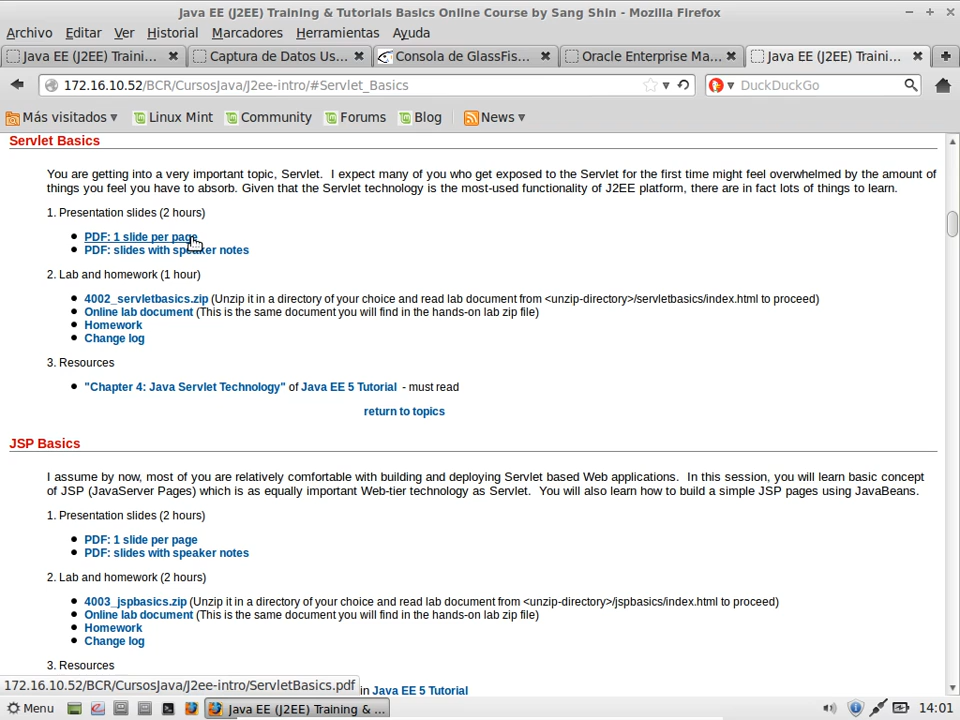 Java EE (J2EE) Training & Tutorials Basics Online Course by Sang Shin - Mozilla Firefox
Archivo Editar Ver Historial Marcadores Herramientas Ayuda
Java EE (J2EE) Traini... Captura de Datos Us... Consola de GlassFis... Oracle Enterprise Ma... Java EE (J2EE) Traini...
172.16.10.52/BCR/CursosJava/J2ee-intro/#Servlet_Basics DuckDuckGo
Más visitados Linux Mint Community Forums Blog News
Servlet Basics
You are getting into a very important topic, Servlet. I expect many of you who get exposed to the Servlet for the first time might feel overwhelmed by the amount of
things you feel you have to absorb. Given that the Servlet technology is the most-used functionality of J2EE platform, there are in fact lots of things to learn.
1. Presentation slides (2 hours)
PDF: 1 slide per page
PDF: slides with speaker notes
2. Lab and homework (1 hour)
4002_servletbasics.zip (Unzip it in a directory of your choice and read lab document from <unzip-directory>/servletbasics/index.html to proceed)
Online lab document (This is the same document you will find in the hands-on lab zip file)
Homework
Change log
3. Resources
"Chapter 4: Java Servlet Technology" of Java EE 5 Tutorial - must read
return to topics
JSP Basics
I assume by now, most of you are relatively comfortable with building and deploying Servlet based Web applications. In this session, you will learn basic concept
of JSP (JavaServer Pages) which is as equally important Web-tier technology as Servlet. You will also learn how to build a simple JSP pages using JavaBeans.
1. Presentation slides (2 hours)
PDF: 1 slide per page
PDF: slides with speaker notes
2. Lab and homework (2 hours)
4003_jspbasics.zip (Unzip it in a directory of your choice and read lab document from <unzip-directory>/jspbasics/index.html to proceed)
Online lab document (This is the same document you will find in the hands-on lab zip file)
Homework
Change log
3. Resources
172.16.10.52/BCR/CursosJava/J2ee-intro/ServletBasics.pdf in Java EE 5 Tutorial
Menu Java EE (J2EE) Training & ... 14:01